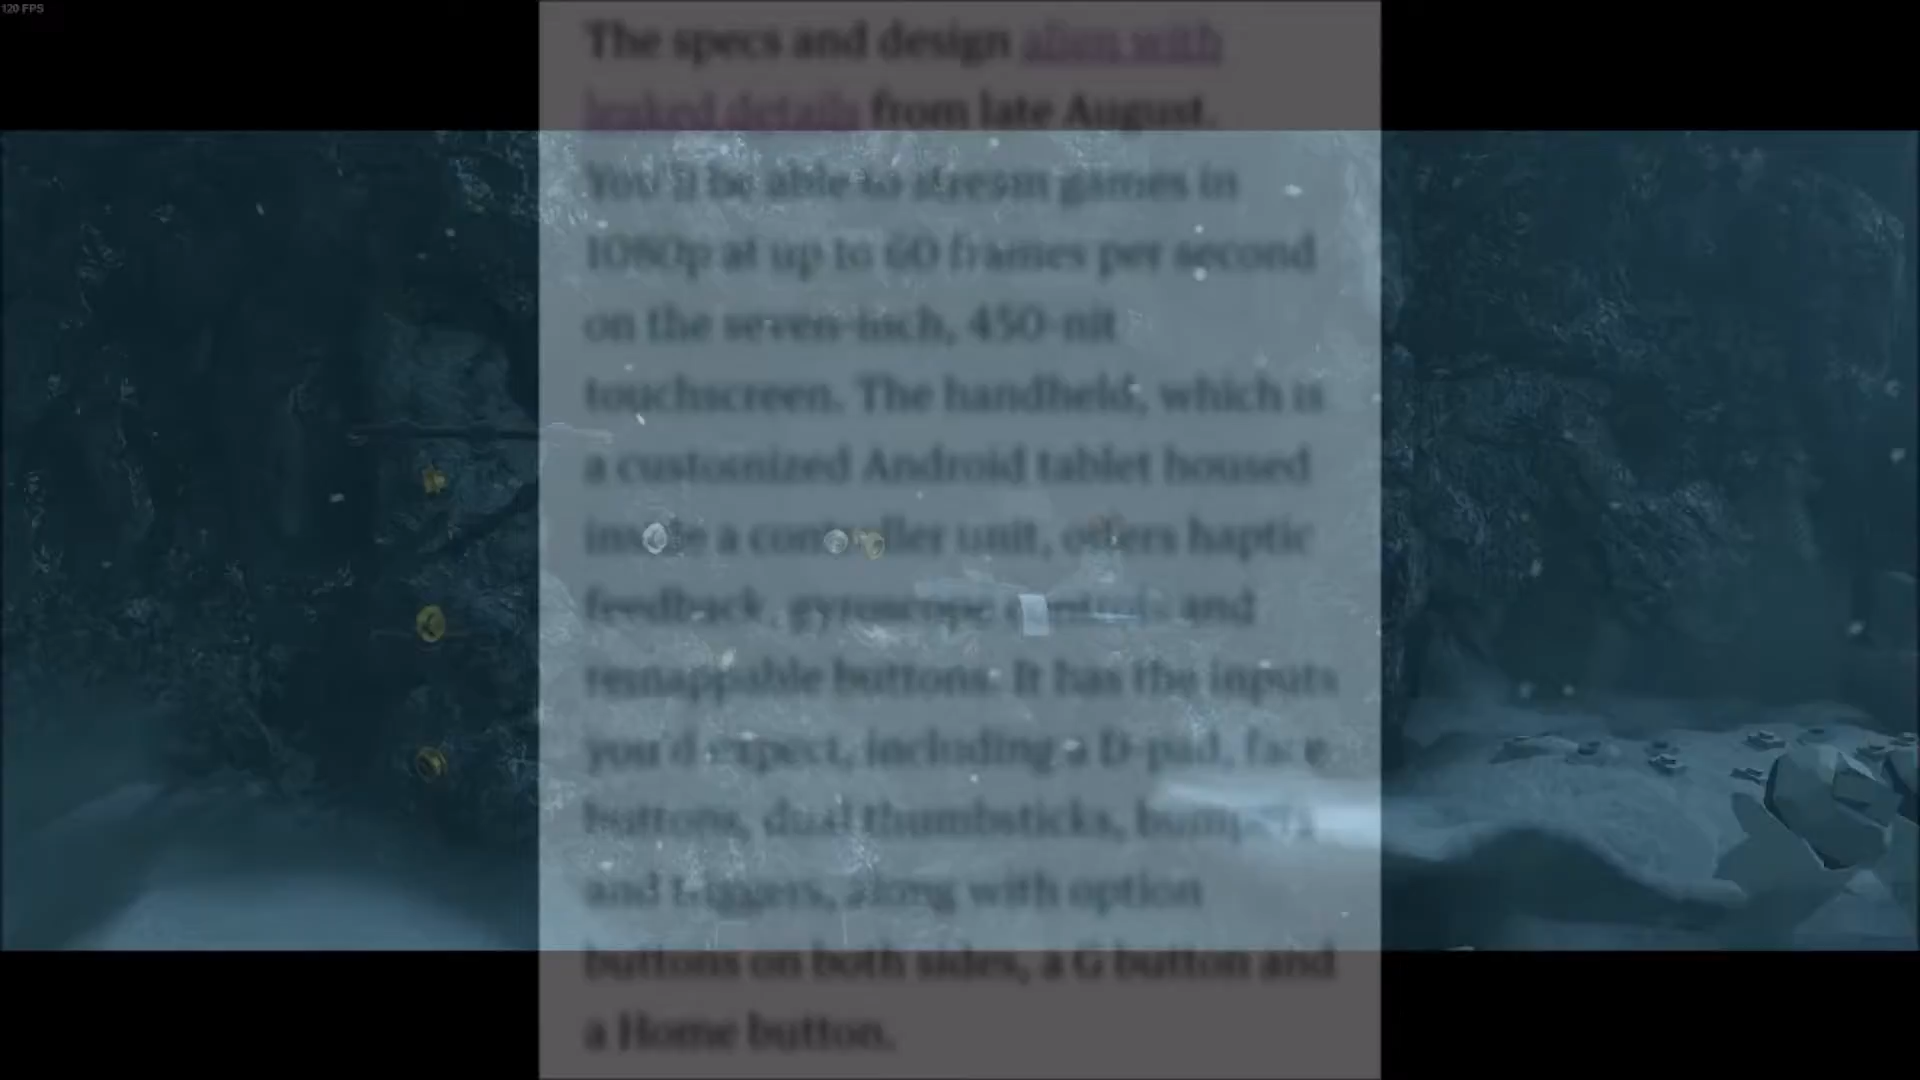 120 FPS
The specs and design align with
leaked details from late August.
You'll be able to stream games in
1080p at up to 60 frames per second
on the seven-inch, 450-nit
touchscreen. The handheld, which is
a customized Android tablet housed
inside a controller unit, offers haptic
feedback, gyroscope controls and
remappable buttons. It has the inputs
you'd expect, including a D-pad, face
buttons, dual thumbsticks, bumpers
and triggers, along with option
buttons on both sides, a G button and
a Home button.